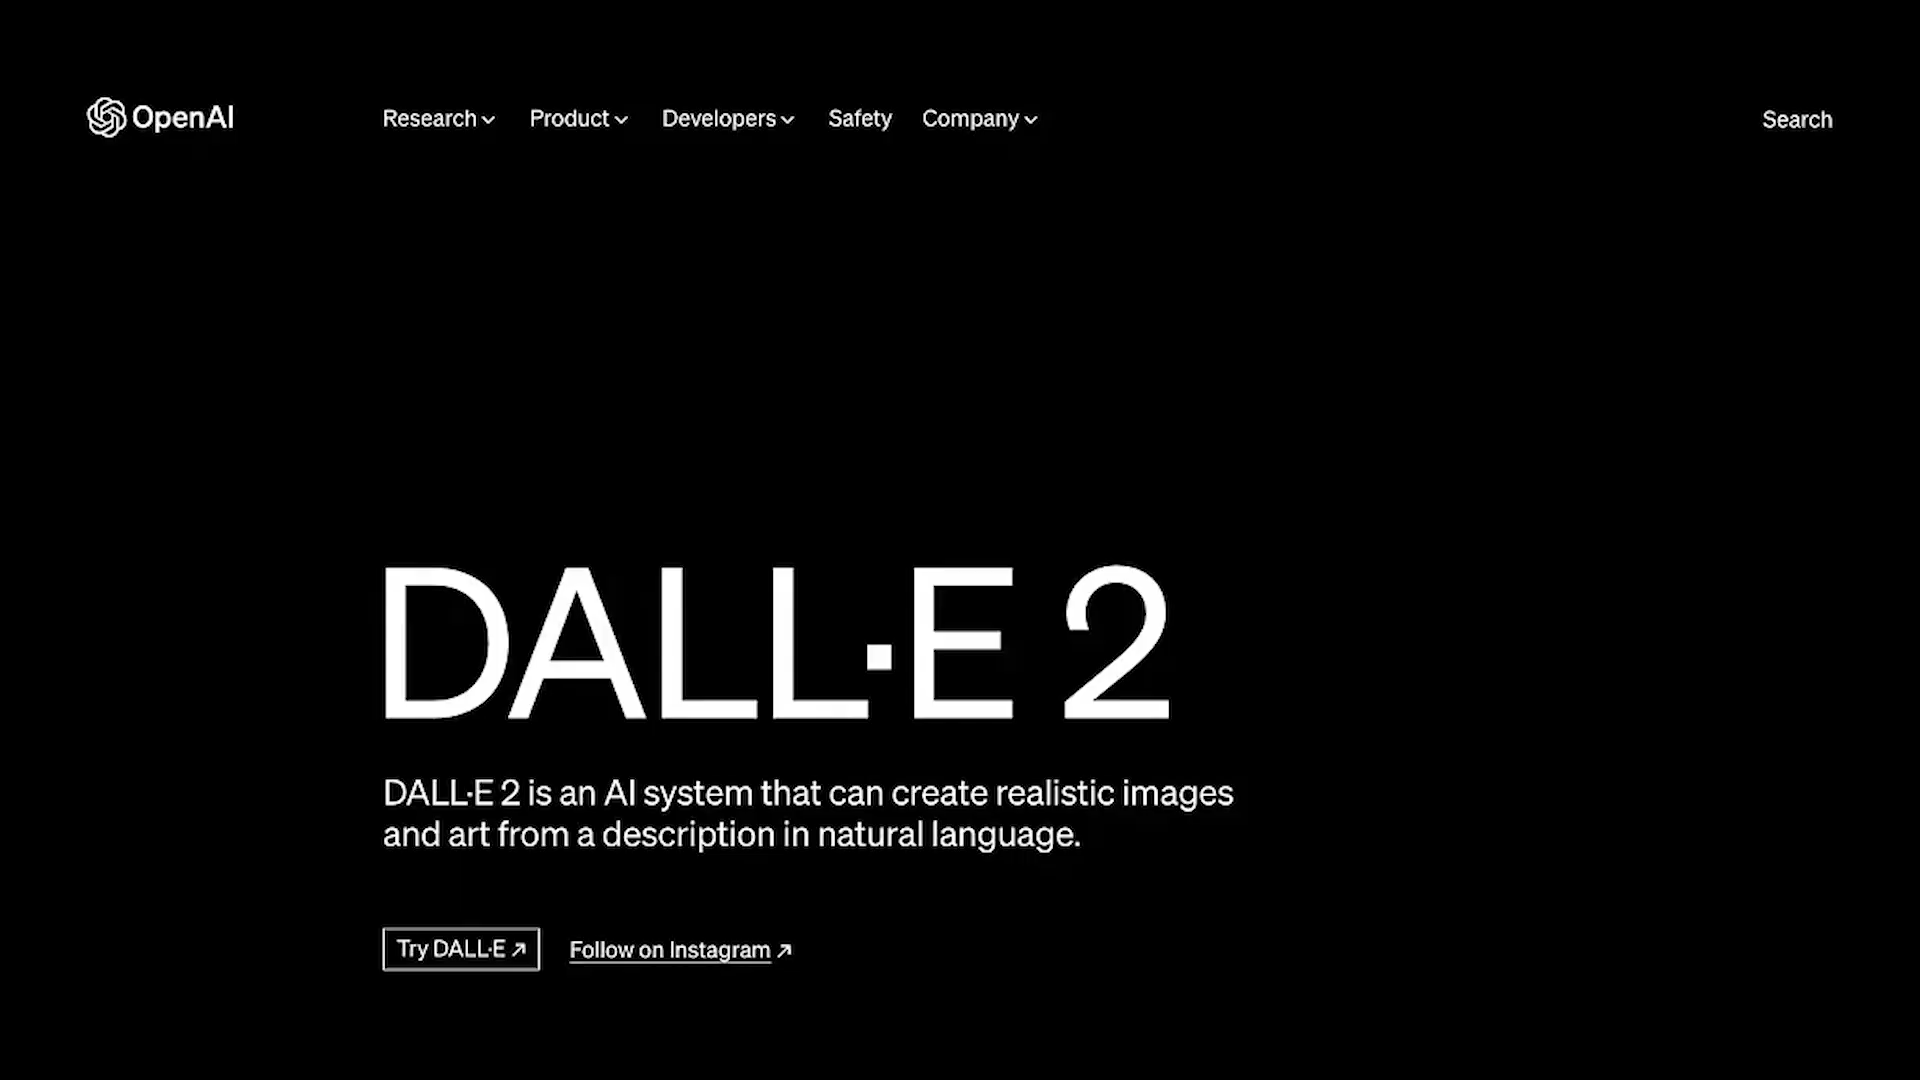 OpenAI
Research Product Developers Safety Company Search
DALL·E 2
DALL·E 2 is an AI system that can create realistic images
and art from a description in natural language.
Try DALL·E ↗ Follow on Instagram ↗